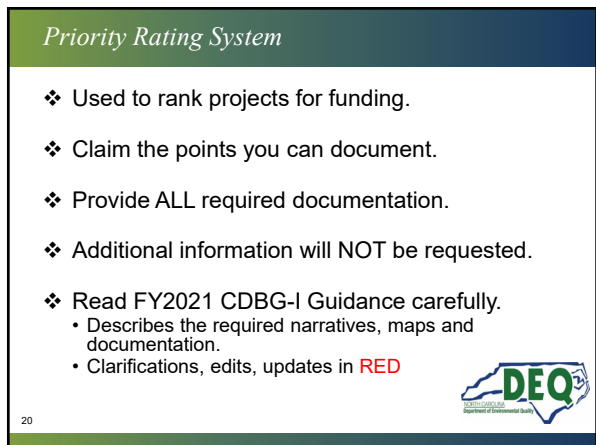 Priority Rating System
❖ Used to rank projects for funding.
❖ Claim the points you can document.
❖ Provide ALL required documentation.
❖ Additional information will NOT be requested.
❖ Read FY2021 CDBG-I Guidance carefully.
• Describes the required narratives, maps and
documentation.
• Clarifications, edits, updates in RED
DEQ
NORTH CAROLINA
Department of Environmental Quality
20